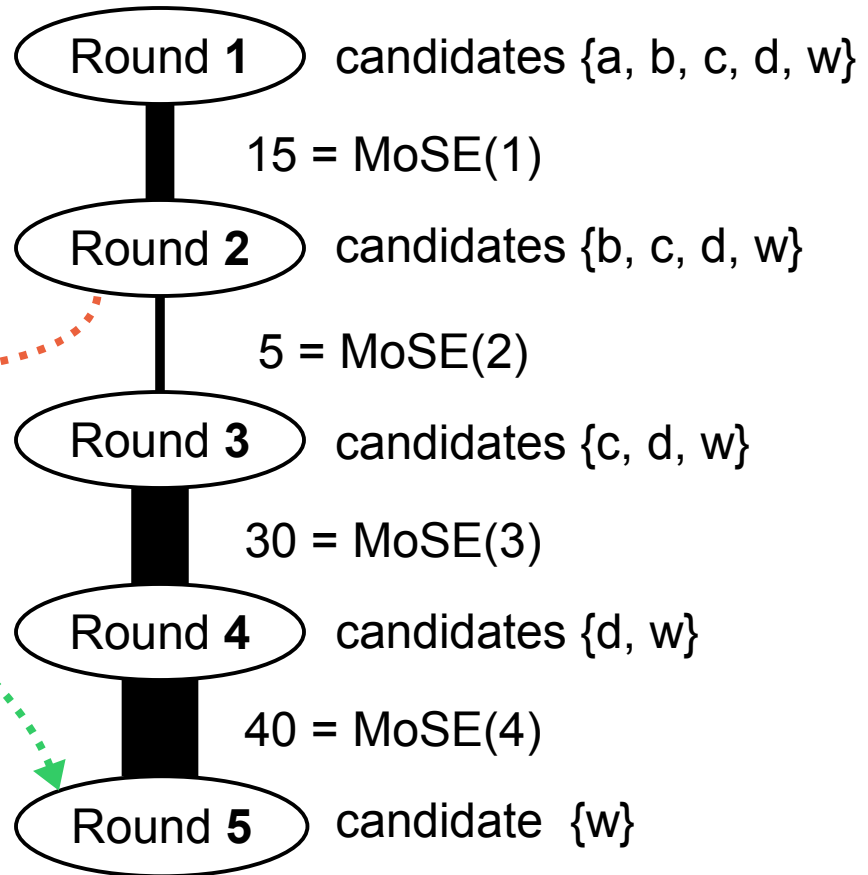 Round 1 candidates {a, b, c, d, w}
15 = MoSE(1)
Round 2 candidates {b, c, d, w}
5 = MoSE(2)
Round 3 candidates {c, d, w}
30 = MoSE(3)
Round 4 candidates {d, w}
40 = MoSE(4)
Round 5 candidate {w}